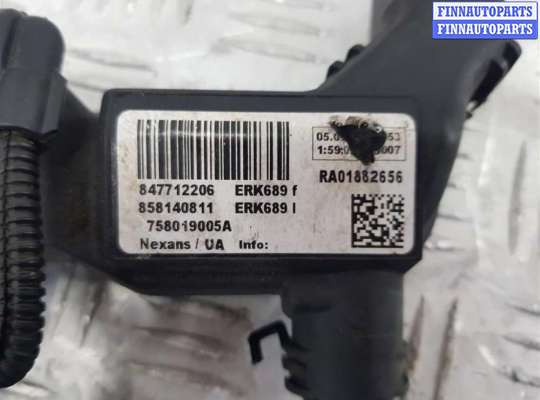 FINNAUTOPARTS
FINNAUTOPARTS
RA01882656
847712206 ERK689 f
858140811 ERK689 l
758019005A
Nexans / UA Info: